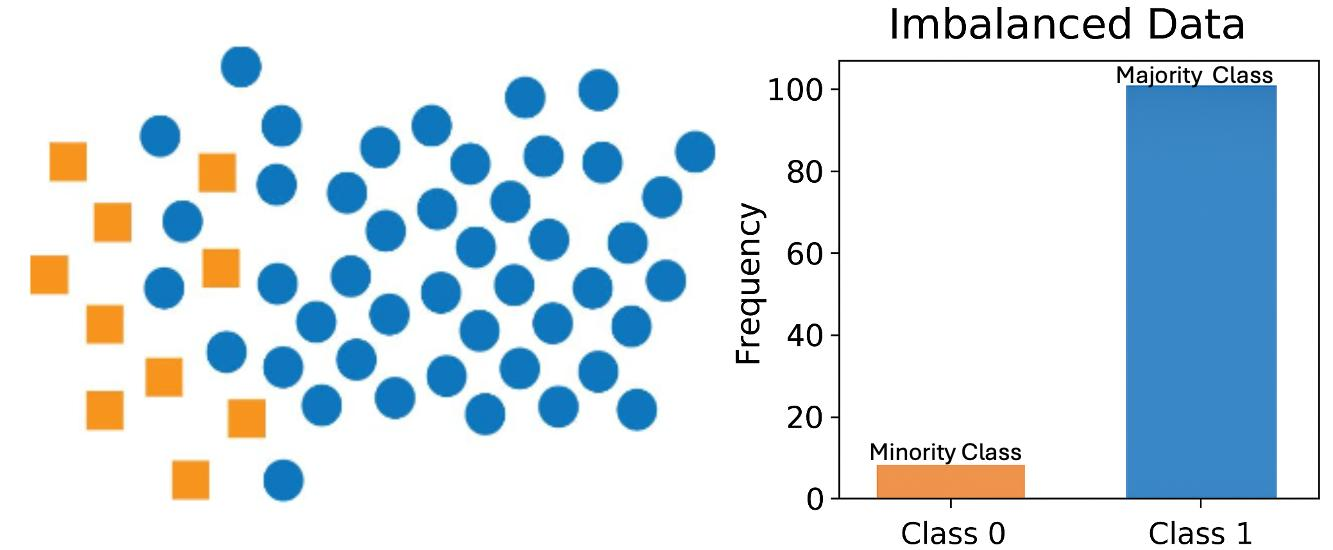 Imbalanced Data
Majority Class
100
80
60
40
20
0
Frequency
Minority Class
Class 0
Class 1